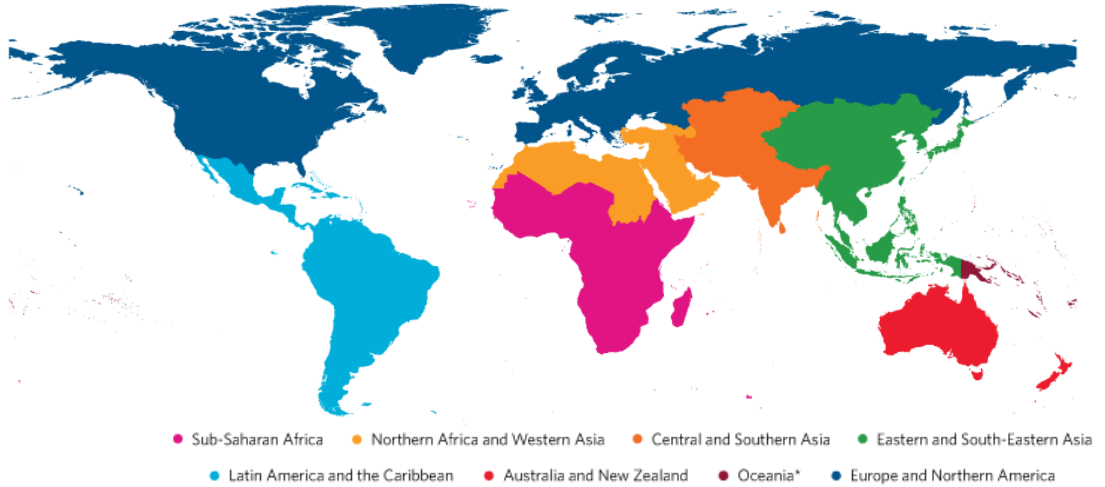 Sub-Saharan Africa Northern Africa and Western Asia Central and Southern Asia Eastern and South-Eastern Asia
Latin America and the Caribbean Australia and New Zealand Oceania* Europe and Northern America